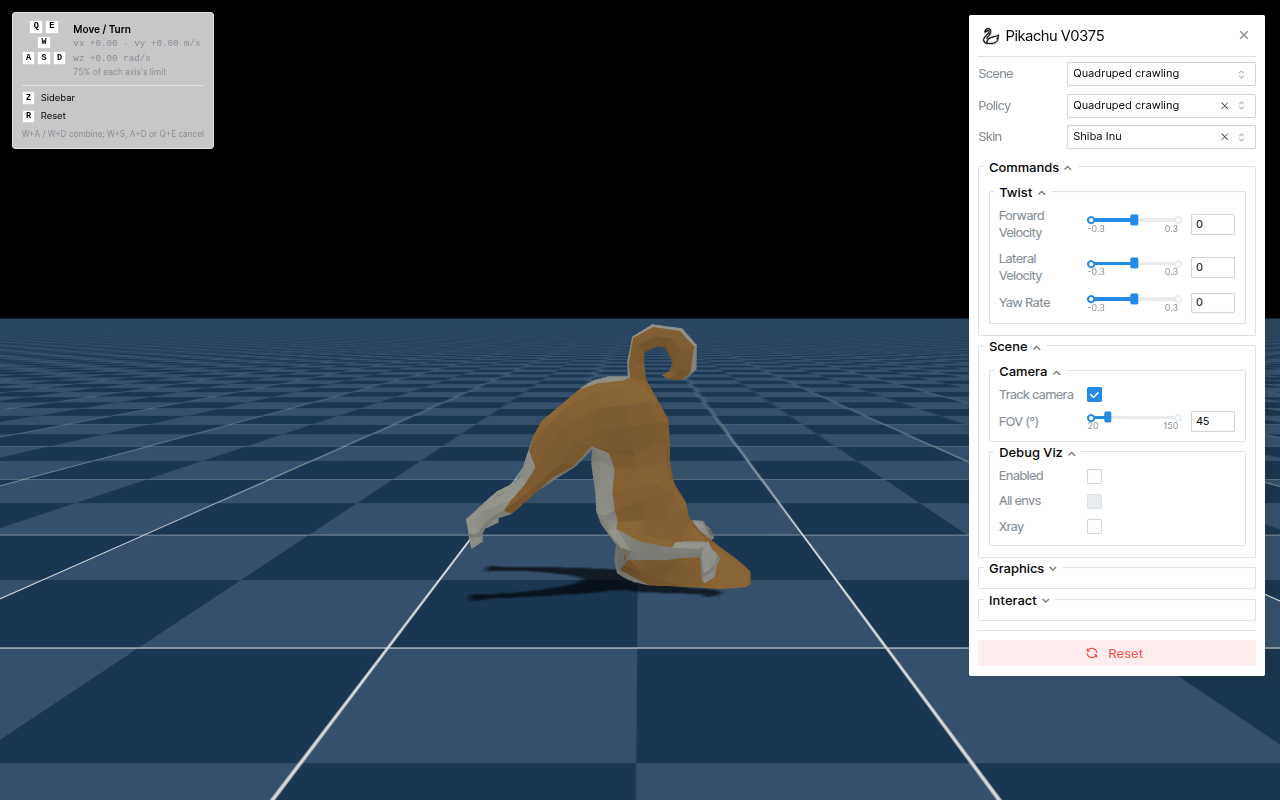 Q E
Move / Turn
W
vx +0.00 · vy +0.00 m/s
A S D
wz +0.00 rad/s
75% of each axis's limit
Z Sidebar
R Reset
W+A / W+D combine; W+S, A+D or Q+E cancel
Pikachu V0375
Scene Quadruped crawling
Policy Quadruped crawling
Skin Shiba Inu
Commands
Twist
Forward Velocity
-0.3 0.3
0
Lateral Velocity
-0.3 0.3
0
Yaw Rate
-0.3 0.3
0
Scene
Camera
Track camera
FOV (°)
20 150
45
Debug Viz
Enabled
All envs
Xray
Graphics
Interact
Reset